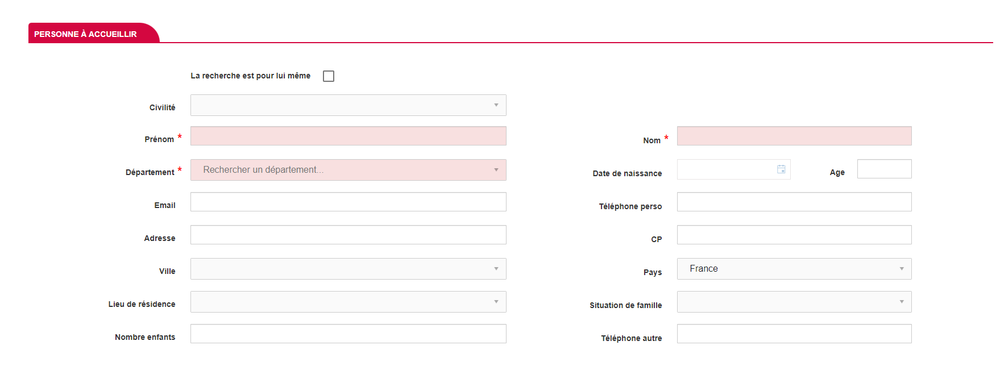 PERSONNE À ACCUEILLIR
La recherche est pour lui même
Civilité
Prénom *
Nom *
Département * Rechercher un département...
Date de naissance
Age
Email
Téléphone perso
Adresse
CP
Ville
Pays France
Lieu de résidence
Situation de famille
Nombre enfants
Téléphone autre